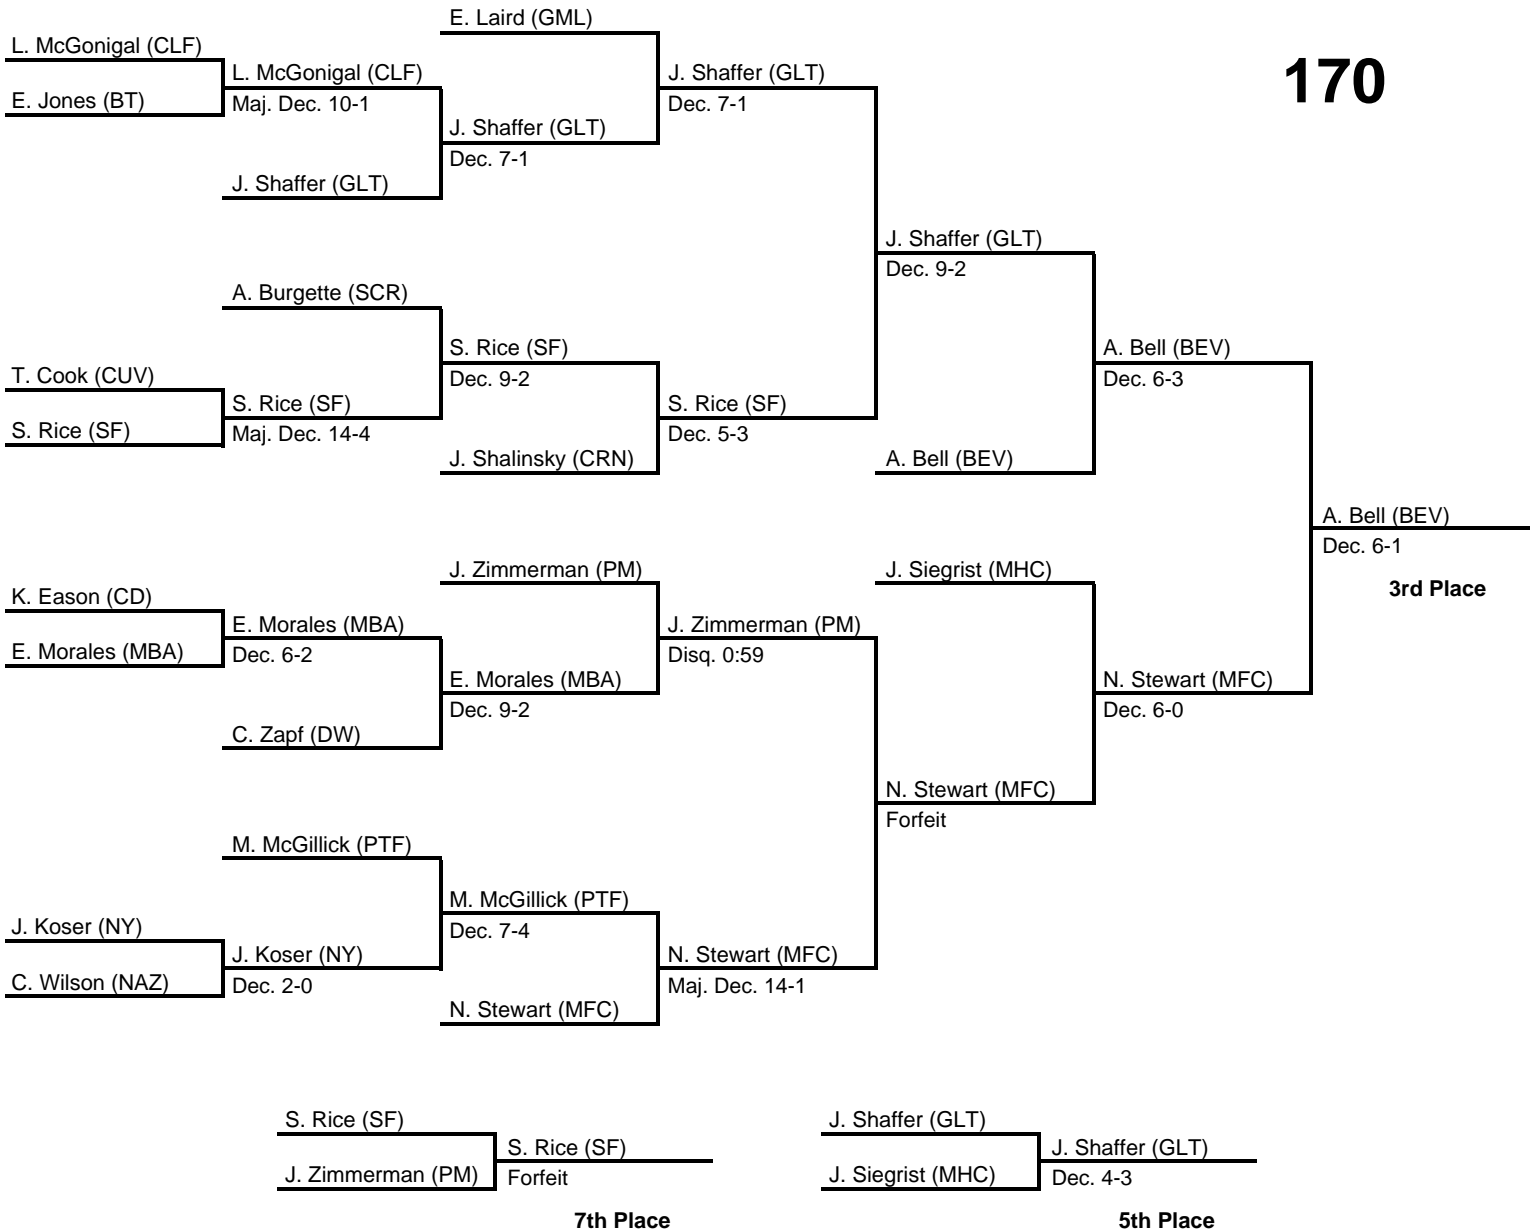 170
E. Laird (GML)
L. McGonigal (CLF)
L. McGonigal (CLF)
J. Shaffer (GLT)
E. Jones (BT)
Maj. Dec. 10-1
Dec. 7-1
J. Shaffer (GLT)
Dec. 7-1
J. Shaffer (GLT)
J. Shaffer (GLT)
Dec. 9-2
A. Burgette (SCR)
S. Rice (SF)
A. Bell (BEV)
T. Cook (CUV)
Dec. 9-2
Dec. 6-3
S. Rice (SF)
S. Rice (SF)
S. Rice (SF)
Maj. Dec. 14-4
Dec. 5-3
J. Shalinsky (CRN)
A. Bell (BEV)
A. Bell (BEV)
Dec. 6-1
3rd Place
J. Zimmerman (PM)
J. Siegrist (MHC)
K. Eason (CD)
E. Morales (MBA)
J. Zimmerman (PM)
E. Morales (MBA)
Dec. 6-2
Disq. 0:59
E. Morales (MBA)
N. Stewart (MFC)
Dec. 9-2
Dec. 6-0
C. Zapf (DW)
N. Stewart (MFC)
Forfeit
M. McGillick (PTF)
M. McGillick (PTF)
J. Koser (NY)
Dec. 7-4
J. Koser (NY)
N. Stewart (MFC)
C. Wilson (NAZ)
Dec. 2-0
Maj. Dec. 14-1
N. Stewart (MFC)
S. Rice (SF)
S. Rice (SF)
J. Zimmerman (PM)
Forfeit
7th Place
J. Shaffer (GLT)
J. Shaffer (GLT)
J. Siegrist (MHC)
Dec. 4-3
5th Place